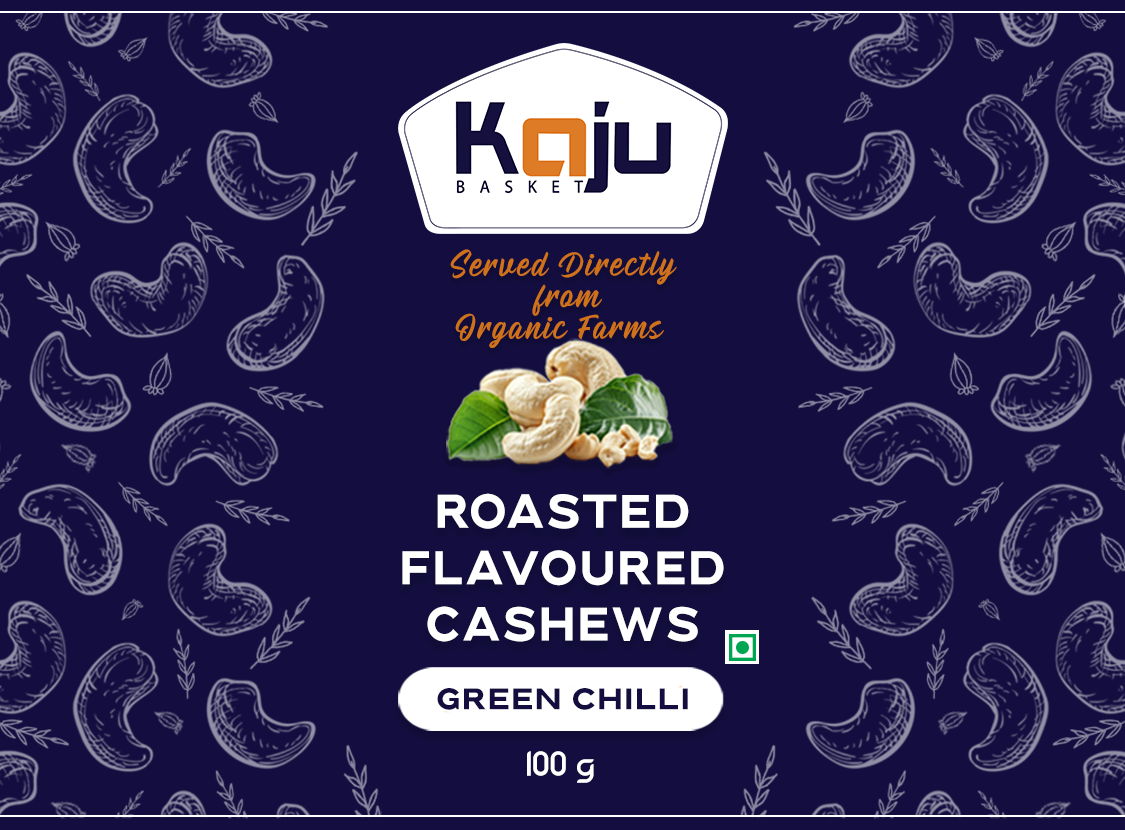 Kaju
BASKET
Served Directly
from
Organic Farms
ROASTED
FLAVOURED
CASHEWS
GREEN CHILLI
100 g